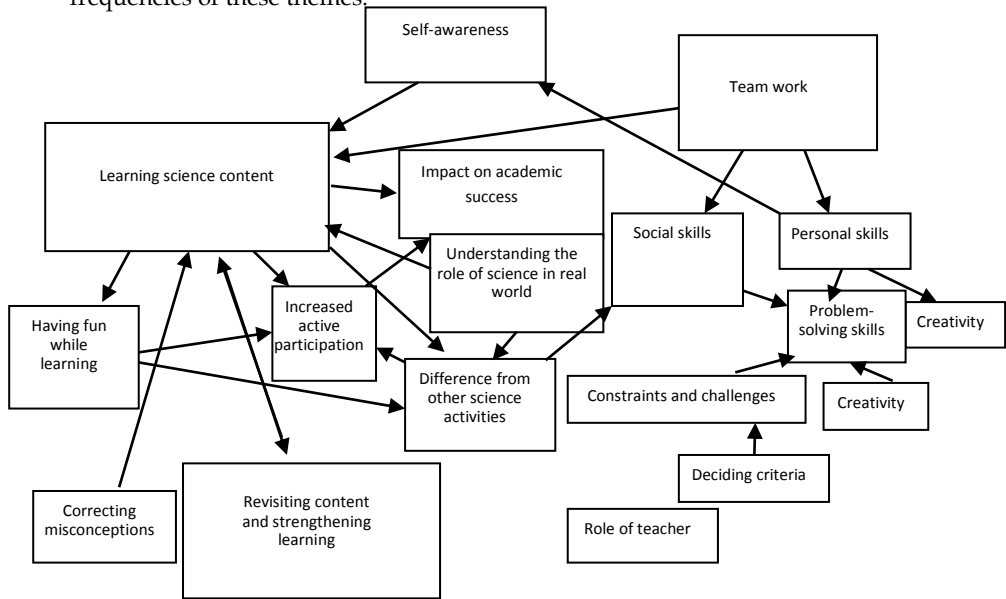 frequencies of these themes.
Self-awareness
Team work
Learning science content
Impact on academic
success
Social skills
Personal skills
Understanding the
role of science in real
world
Increased
active
participation
Having fun
while
learning
Problem-
solving skills
Creativity
Difference from
other science
activities
Constraints and challenges
Creativity
Deciding criteria
Correcting
misconceptions
Revisiting content
and strengthening
learning
Role of teacher